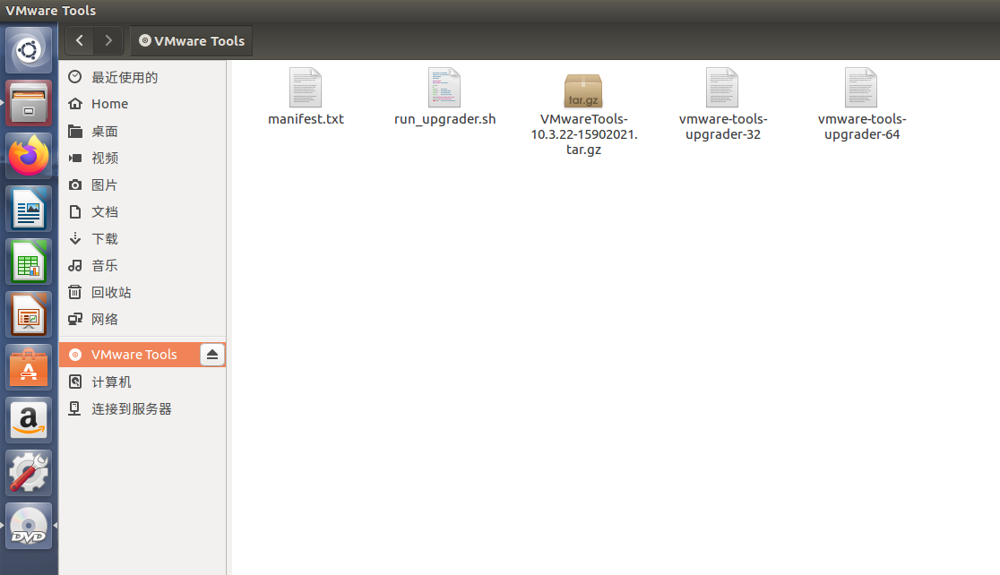 VMware Tools
VMware Tools
最近使用的
Home
桌面
视频
图片
文档
下载
音乐
回收站
网络
VMware Tools
计算机
连接到服务器
manifest.txt
run_upgrader.sh
tar.gz
VMwareTools-
10.3.22-15902021.
tar.gz
vmware-tools-
upgrader-32
vmware-tools-
upgrader-64
A
a
DVD